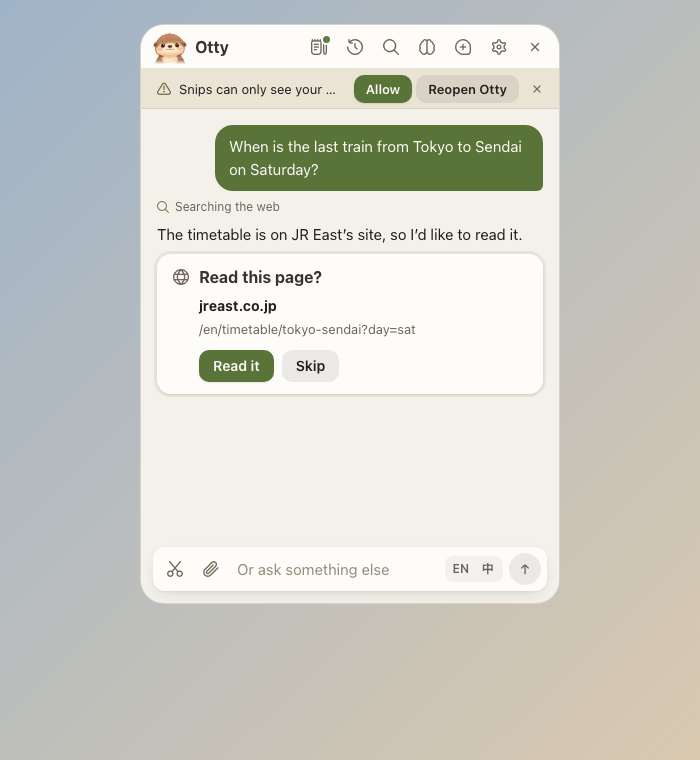 Otty
Snips can only see your ...
Allow
Reopen Otty
When is the last train from Tokyo to Sendai
on Saturday?
Searching the web
The timetable is on JR East’s site, so I’d like to read it.
Read this page?
jreast.co.jp
/en/timetable/tokyo-sendai?day=sat
Read it
Skip
Or ask something else
EN 中